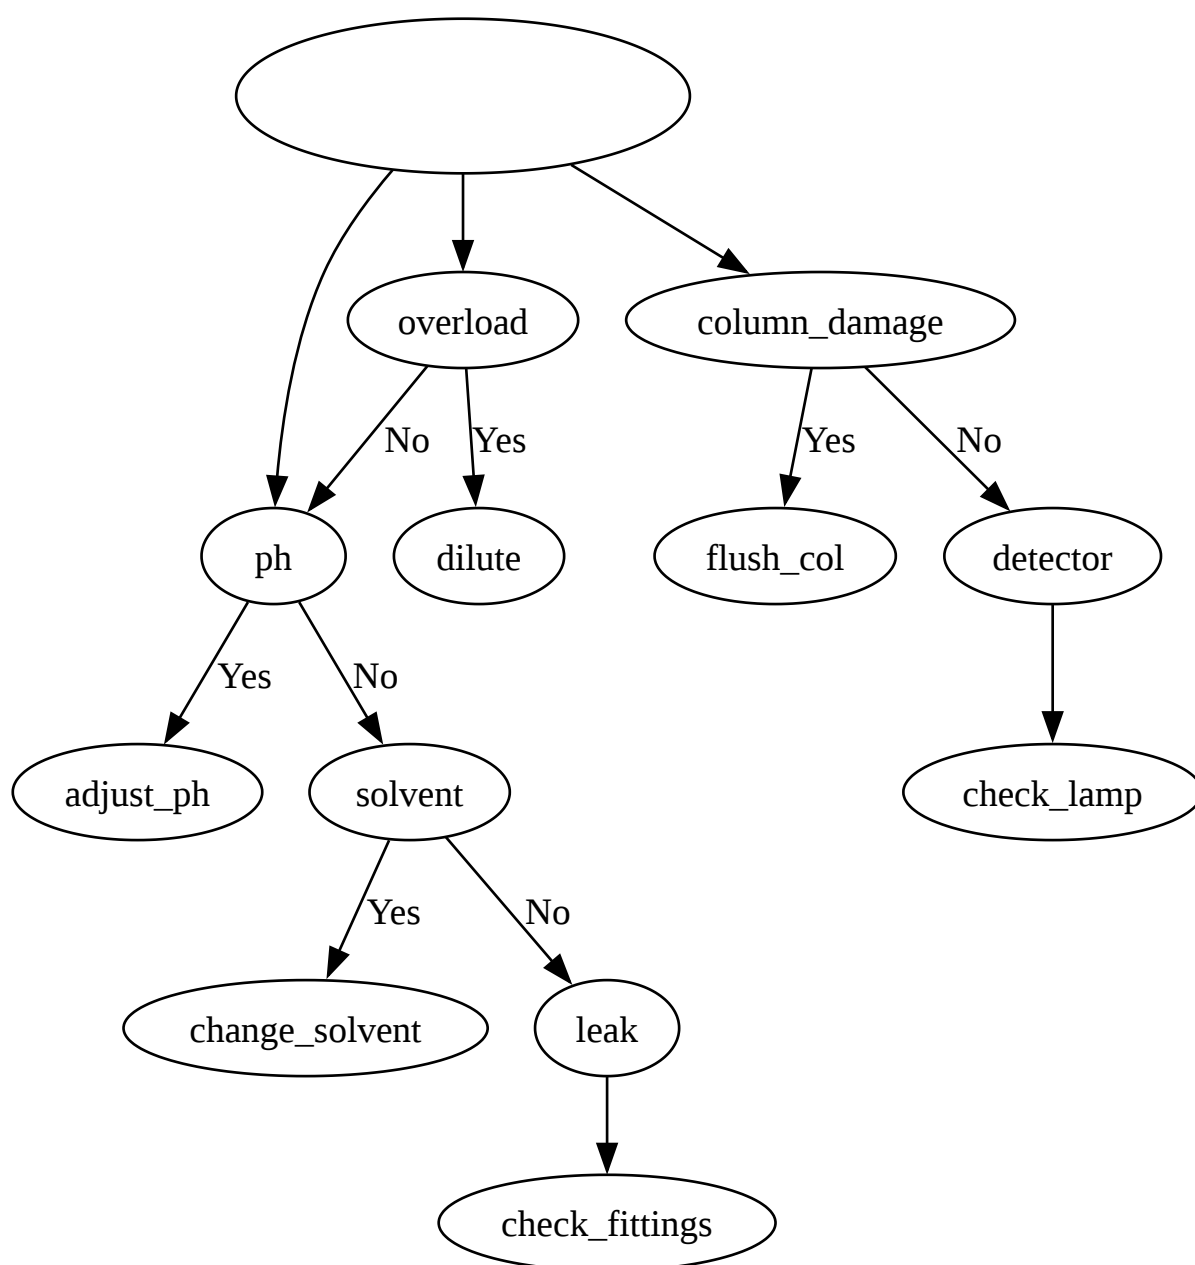 overload
column_damage
No
Yes
Yes
No
ph
dilute
flush_col
detector
Yes
No
adjust_ph
solvent
check_lamp
Yes
No
change_solvent
leak
check_fittings